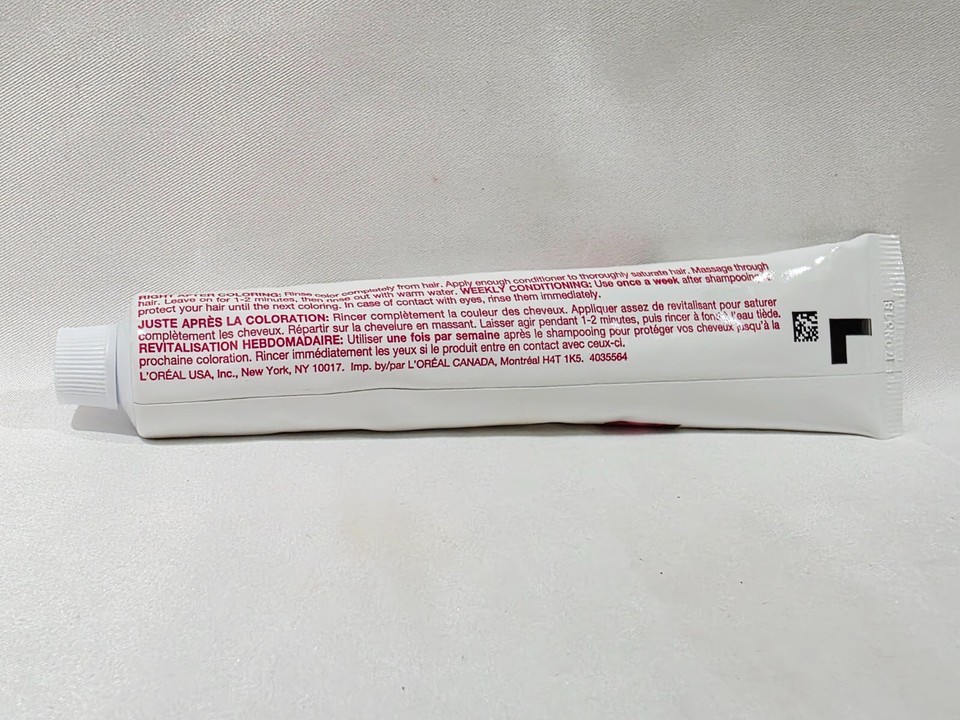 RIGHT AFTER COLORING: Rinse color completely from hair. Apply enough conditioner to thoroughly saturate hair. Massage through
hair. Leave on for 1-2 minutes, then rinse out with warm water. WEEKLY CONDITIONING: Use once a week after shampooing
protect your hair until the next coloring. In case of contact with eyes, rinse them immediately.
JUSTE APRÈS LA COLORATION: Rincer complètement la couleur des cheveux. Appliquer assez de revitalisant pour saturer
complètement les cheveux. Répartir sur la chevelure en massant. Laisser agir pendant 1-2 minutes, puis rincer à fond à l'eau tiède.
REVITALISATION HEBDOMADAIRE: Utiliser une fois par semaine après le shampooing pour protéger vos cheveux jusqu'à la
prochaine coloration. Rincer immédiatement les yeux si le produit entre en contact avec ceux-ci.
L'ORÉAL USA, Inc., New York, NY 10017. Imp. by/par L'ORÉAL CANADA, Montréal H4T 1K5. 4035564